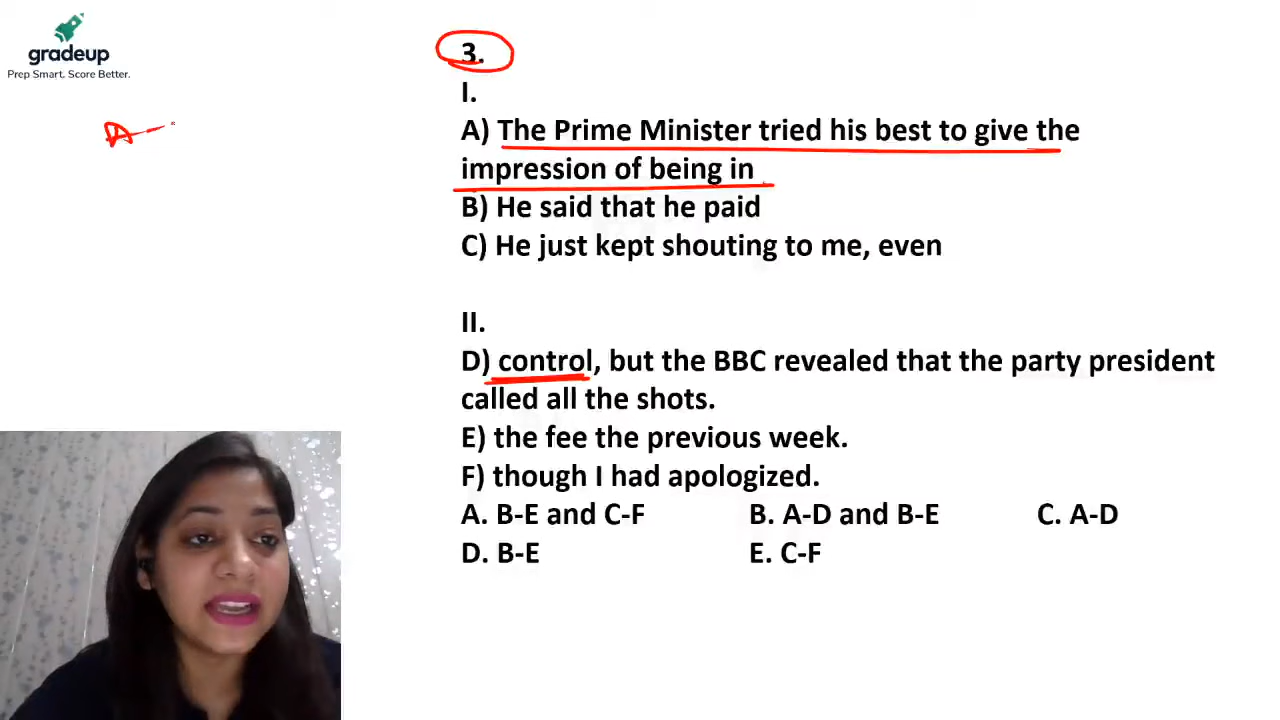 gradeup
Prep Smart. Score Better.
3.
I.
A) The Prime Minister tried his best to give the
impression of being in
B) He said that he paid
C) He just kept shouting to me, even
II.
D) control, but the BBC revealed that the party president
called all the shots.
E) the fee the previous week.
F) though I had apologized.
A. B-E and C-F B. A-D and B-E C. A-D
D. B-E E. C-F
A-